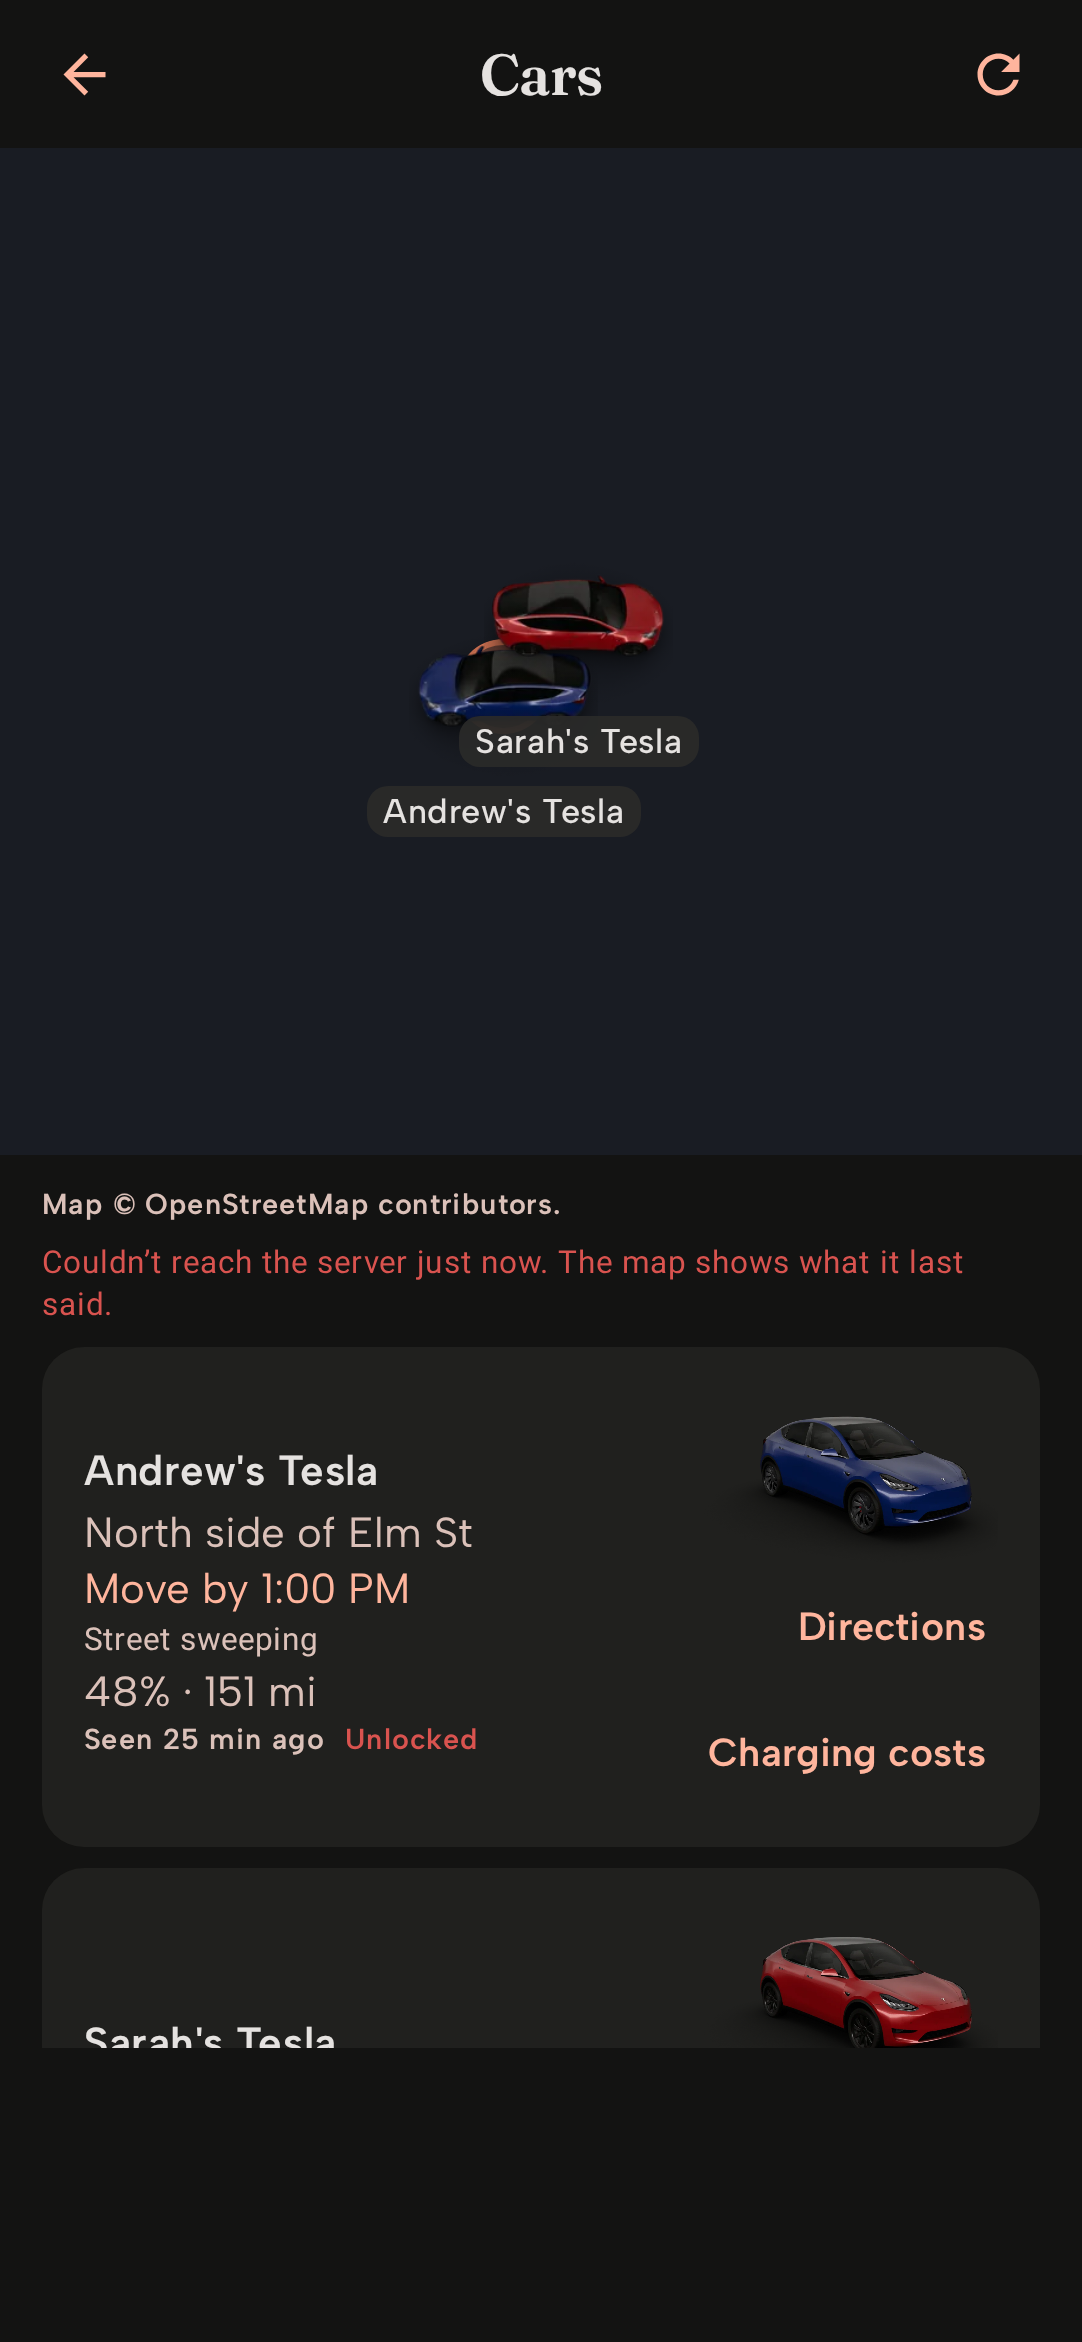 Cars
Sarah's Tesla
Andrew's Tesla
Map © OpenStreetMap contributors.
Couldn’t reach the server just now. The map shows what it last
said.
Andrew's Tesla
North side of Elm St
Move by 1:00 PM
Street sweeping
48% · 151 mi
Seen 25 min ago Unlocked
Directions
Charging costs
Sarah's Tesla